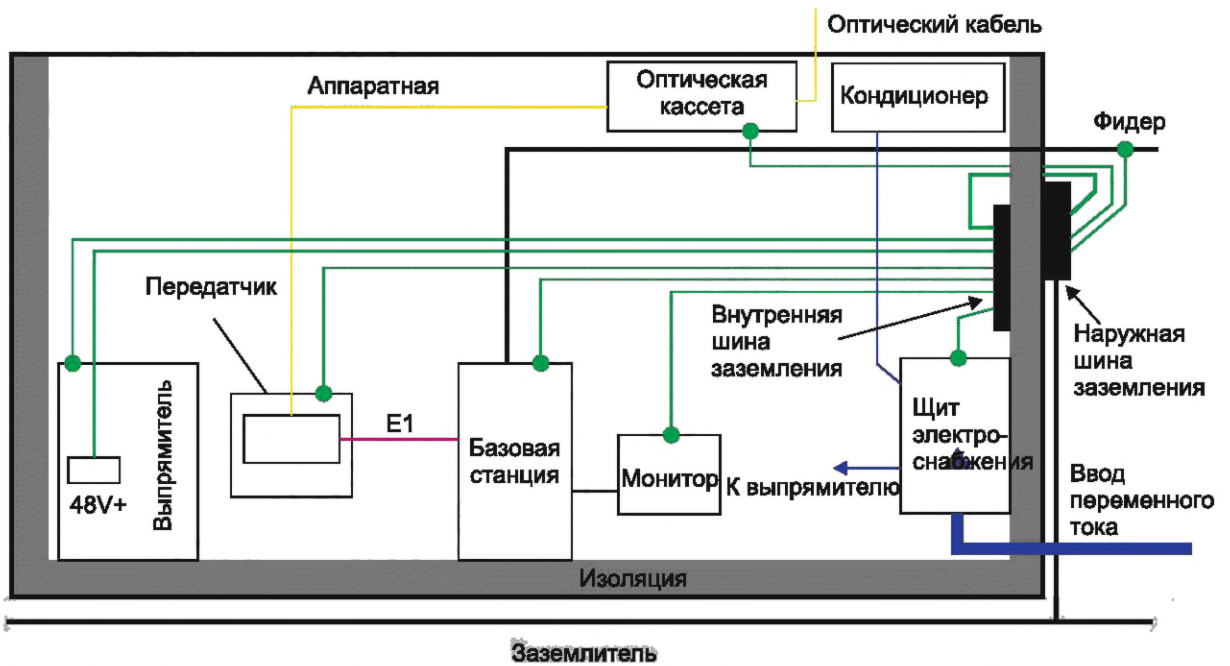 Оптический кабель
Аппаратная
Оптическая
кассета
Кондиционер
Фидер
Передатчик
Внутренняя
шина
заземления
Наружная
шина
заземления
Выпрямитель
48V+
E1
Базовая
станция
Монитор
К выпрямителю
Щит
электро-
снабжения
Ввод
переменного
тока
Изоляция
Заземлитель